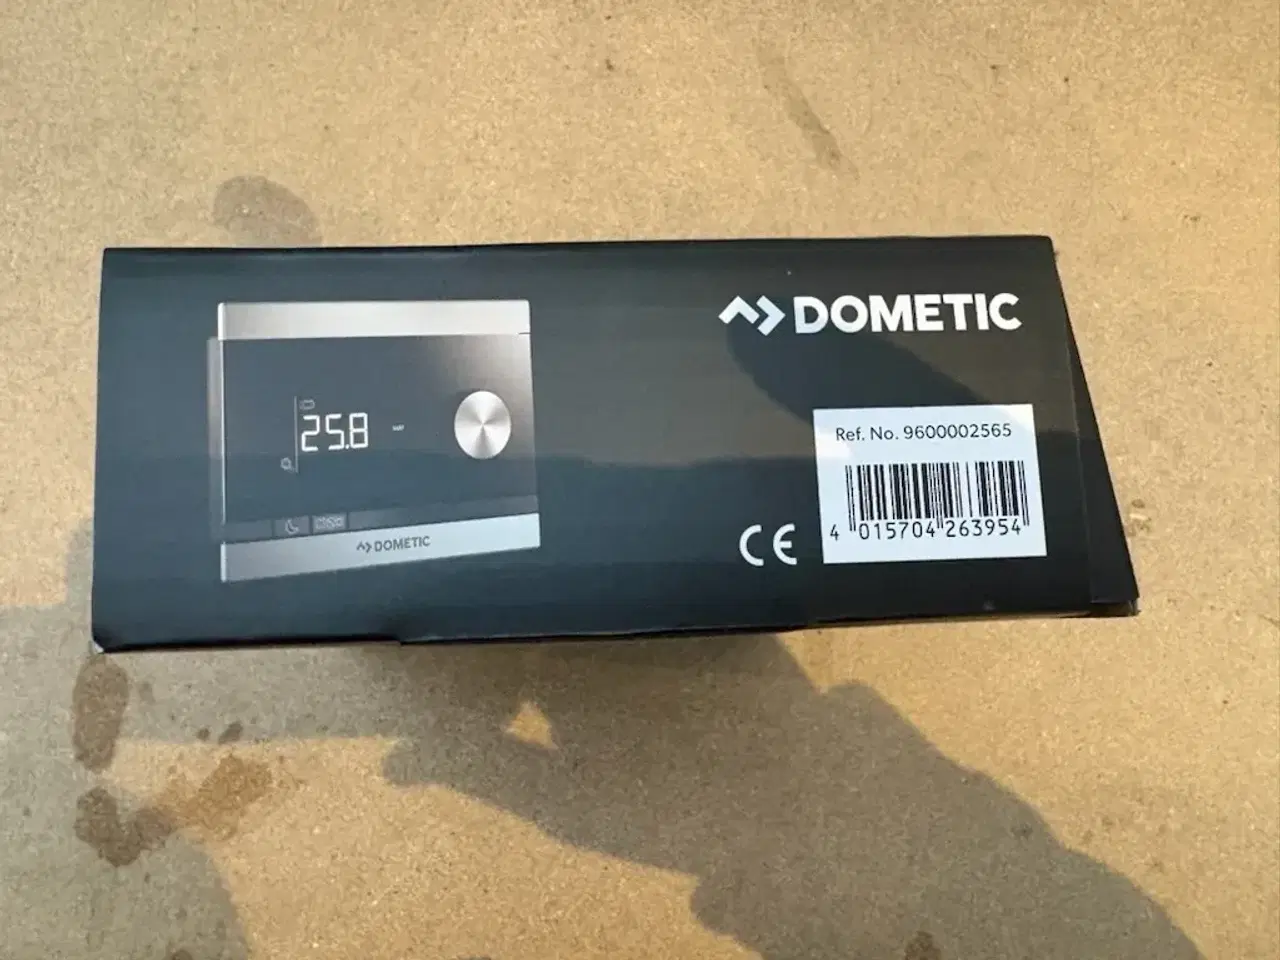 DOMETIC
25.8
DOMETIC
Ref. No. 9600002565
4 015704 263954
CE